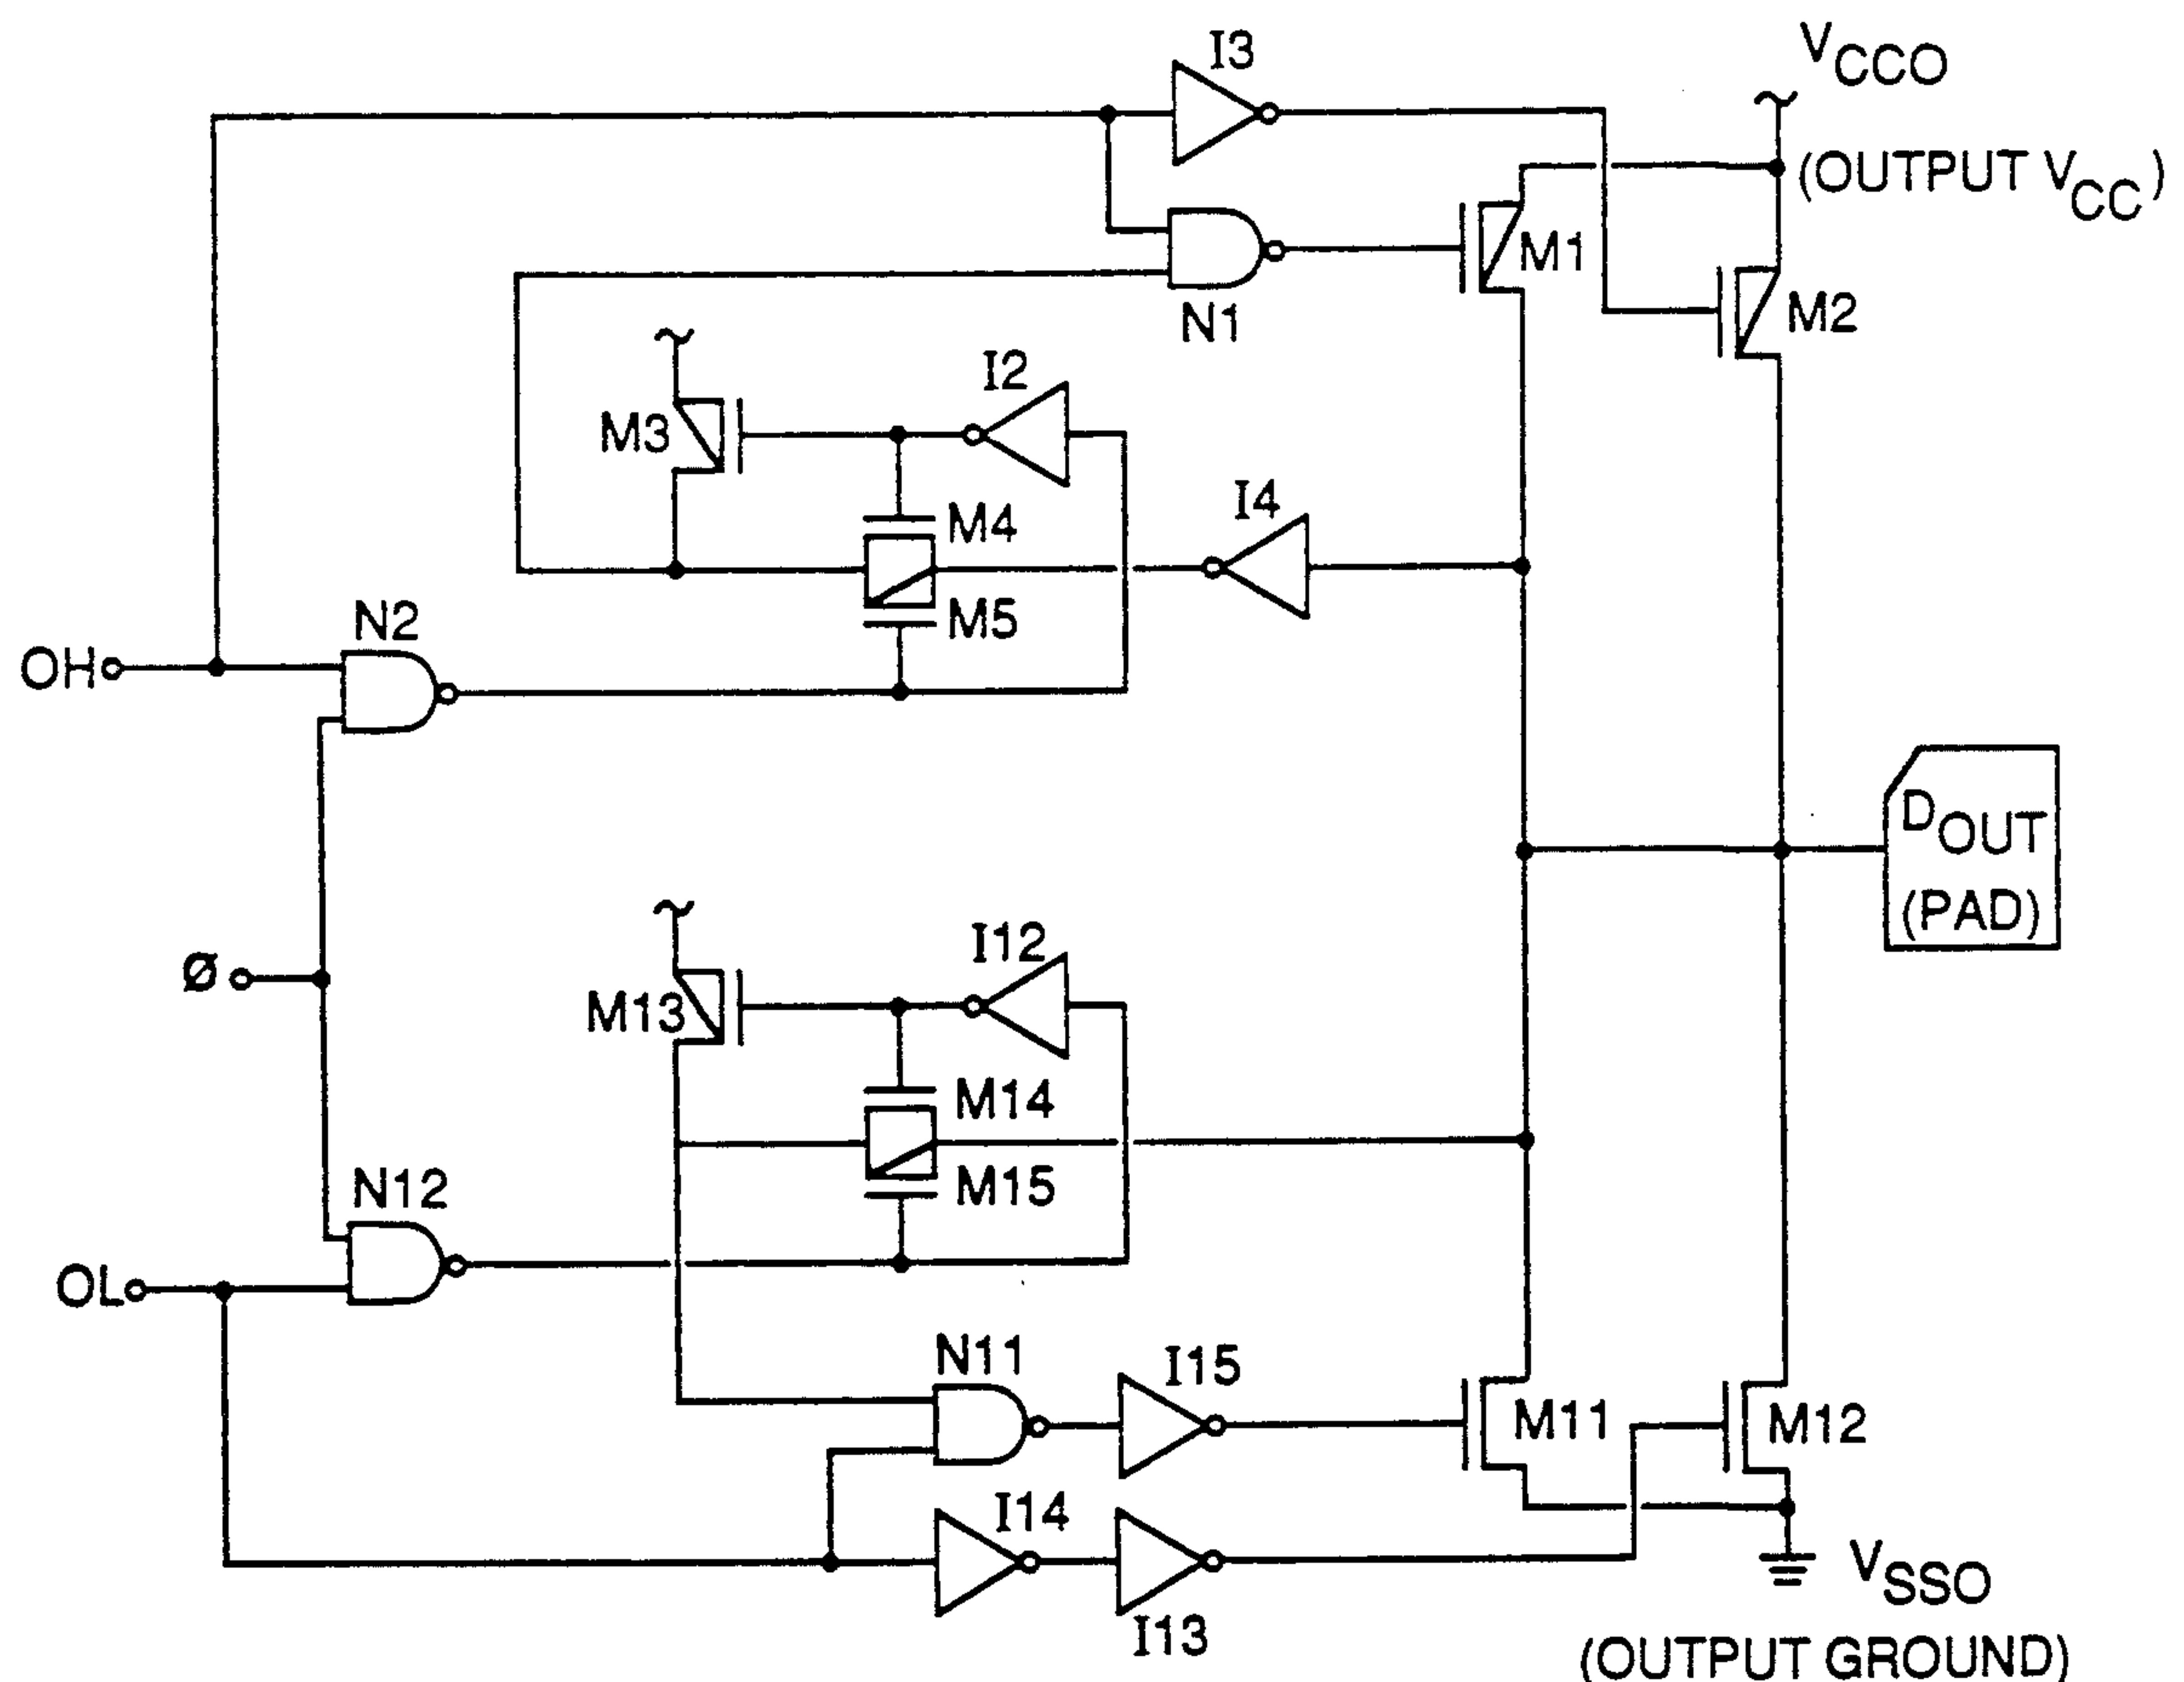 I3
VCCO
(OUTPUT VCC)
M1
N1
M2
I2
M3
M4
I4
M5
N2
OH
DOUT
(PAD)
I12
Ø
M13
M14
M15
N12
OL
N11
I15
M11
M12
I14
I13
VSSO
(OUTPUT GROUND)